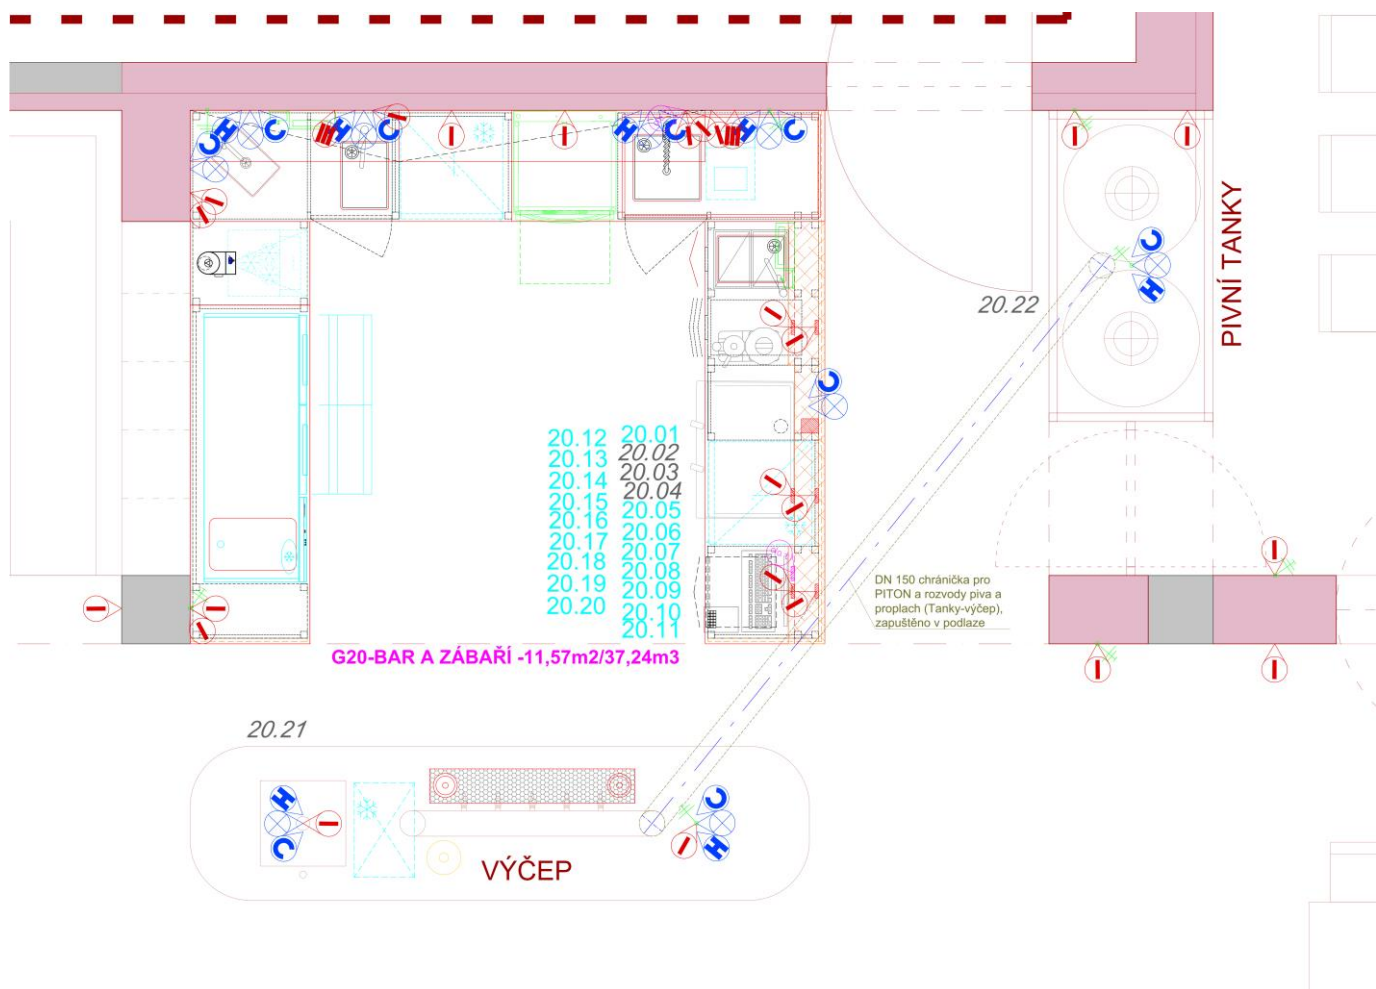 PIVNÍ TANKY
20.22
20.12 20.01
20.13 20.02
20.14 20.03
20.15 20.04
20.16 20.05
20.17 20.06
20.18 20.07
20.19 20.08
20.20 20.09
20.10
20.11
DN 150 chránička pro
PITON a rozvody piva a
proplach (Tanky-výčep),
zapuštěno v podlaze
G20-BAR A ZÁBAŘÍ -11,57m2/37,24m3
20.21
VÝČEP
H C
C
H C
H C
H C
C
H
C
H
C
C
H